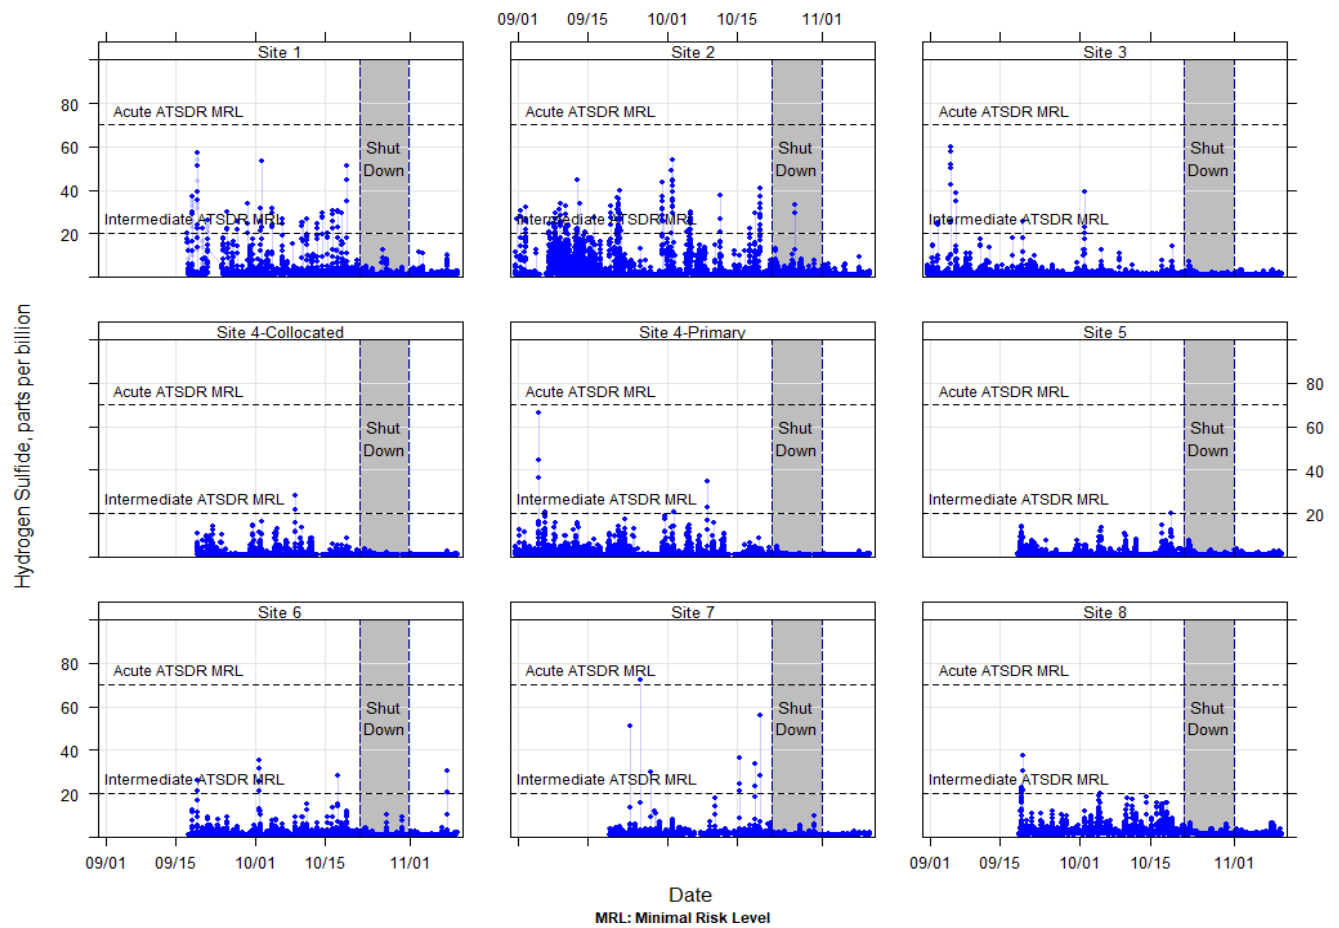 09/01 09/15 10/01 10/15 11/01
Site 1 Site 2 Site 3
80
60
40
20
Acute ATSDR MRL
Shut
Down
Intermediate ATSDR MRL
Acute ATSDR MRL
Shut
Down
Intermediate ATSDR MRL
Acute ATSDR MRL
Shut
Down
Intermediate ATSDR MRL
Hydrogen Sulfide, parts per billion
Site 4-Collocated Site 4-Primary Site 5
Acute ATSDR MRL
Shut
Down
Intermediate ATSDR MRL
Acute ATSDR MRL
Shut
Down
Intermediate ATSDR MRL
Acute ATSDR MRL
Shut
Down
Intermediate ATSDR MRL
80
60
40
20
Site 6 Site 7 Site 8
80
60
40
20
Acute ATSDR MRL
Shut
Down
Intermediate ATSDR MRL
Acute ATSDR MRL
Shut
Down
Intermediate ATSDR MRL
Acute ATSDR MRL
Shut
Down
Intermediate ATSDR MRL
09/01 09/15 10/01 10/15 11/01
09/01 09/15 10/01 10/15 11/01
Date
MRL: Minimal Risk Level